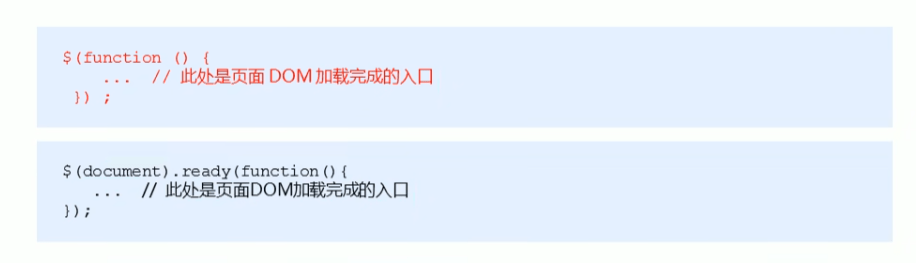 $(function () {
    ...  // 此处是页面 DOM 加载完成的入口
 }) ;
$(document).ready(function(){
   ...  // 此处是页面DOM加载完成的入口
});